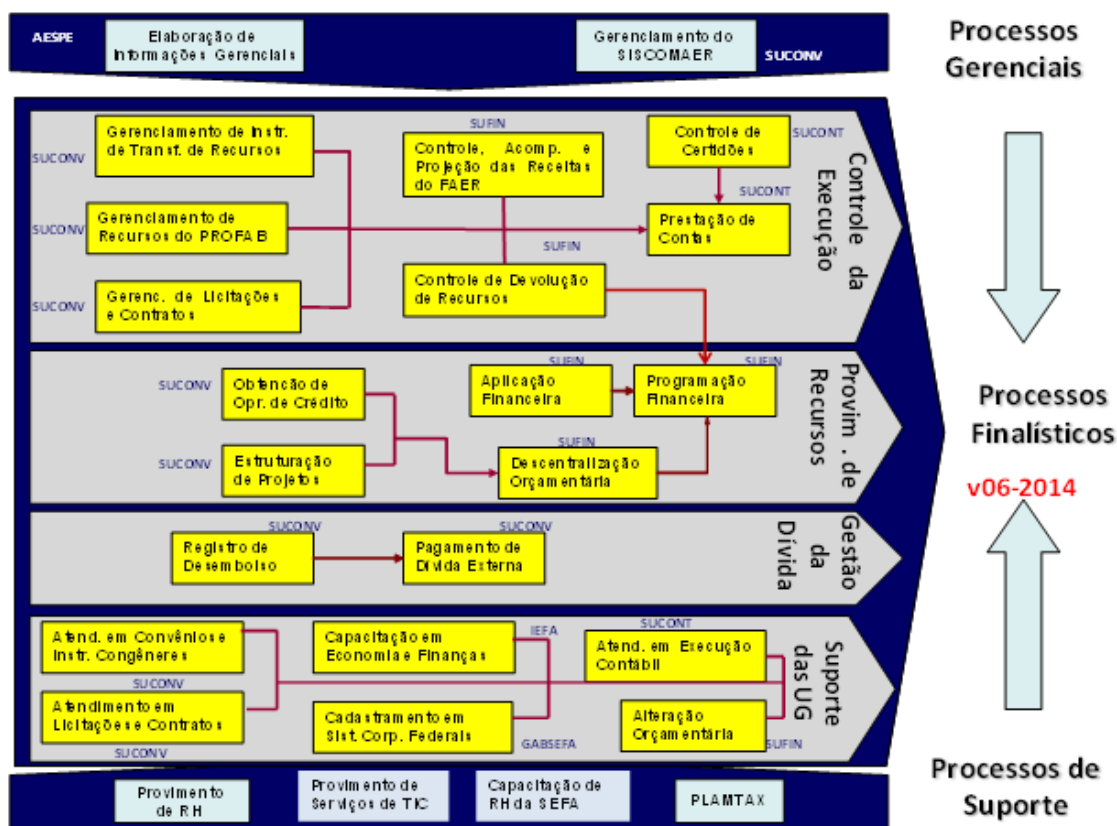 AESPE
Elaboração de
Informações Gerenciais
Gerenciamento do
SISCOMAER
SUCONV
Processos
Gerenciais
SUCONV
Gerenciamento de Instr.
de Transf. de Recursos
SUFIN
Controle, Acomp. e
Projeção das Receitas
do FAER
Controle de
Certidões
SUCONT
SUCONV
Gerenciamento de
Recursos do PROFAB
SUCONT
Prestação de
Contas
SUCONV
Gerenc. de Licitações
e Contratos
SUFIN
Controle de Devolução
de Recursos
Controle da
Execução
SUCONV
Obtenção de
Opr. de Crédito
SUFIN
Aplicação
Financeira
SUFIN
Programação
Financeira
SUCONV
Estruturação
de Projetos
SUFIN
Descentralização
Orçamentária
Provim . de
Recursos
Processos
Finalísticos
v06-2014
SUCONV
Registro de
Desembolso
SUCONV
Pagamento de
Dívida Externa
Gestão
da
Dívida
Atend. em Convênios e
Instr. Congêneres
SUCONV
Atendimento em
Licitações e Contratos
SUCONV
Capacitação em
Economia e Finanças
IEFA
Cadastramento em
Sist. Corp. Federais
GABSEFA
SUCONT
Atend. em Execução
Contábil
Alteração
Orçamentária
SUFIN
Suporte
das UG
Provimento
de RH
Provimento de
Serviços de TIC
Capacitação de
RH da SEFA
PLAMTAX
Processos de
Suporte